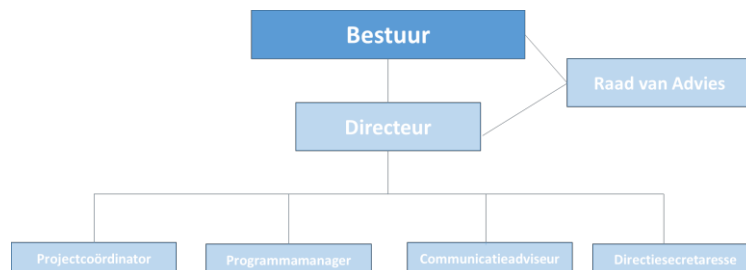 Bestuur
Raad van Advies
Directeur
Projectcoördinator
Programmamanager
Communicatieadviseur
Directiesecretaresse